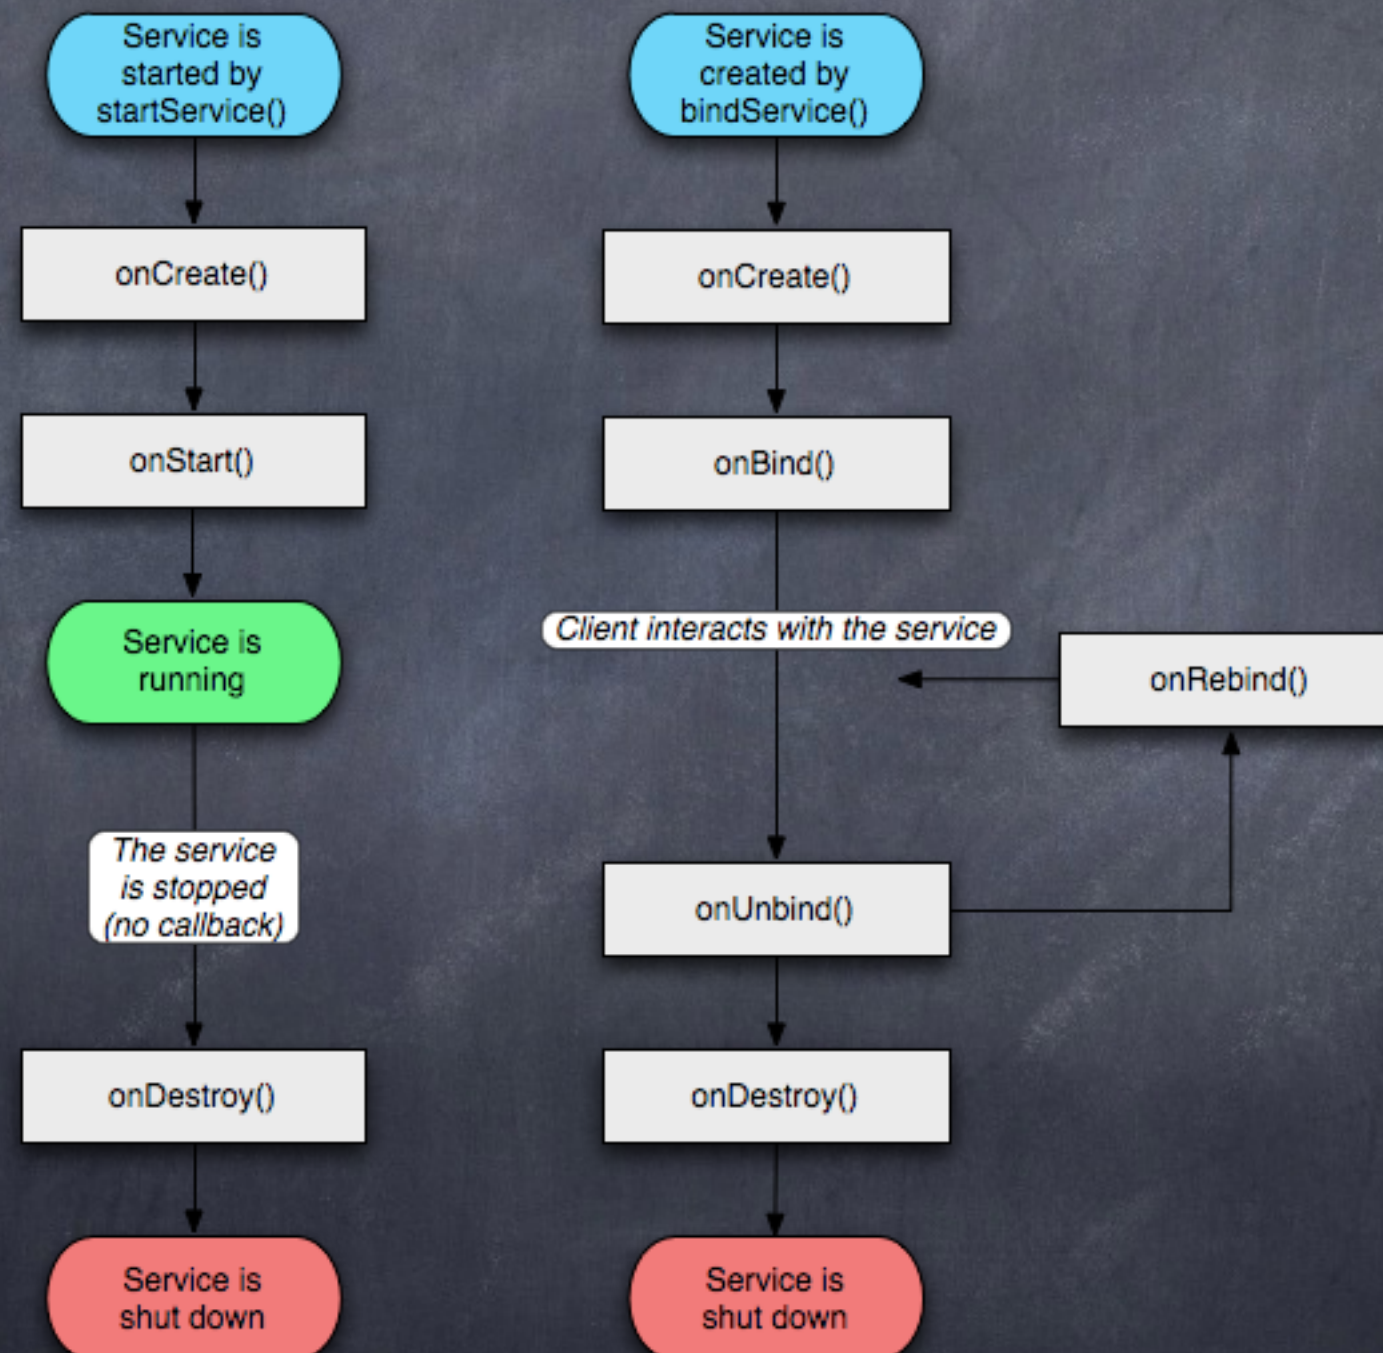 Service is
started by
startService()
onCreate()
onStart()
Service is
running
The service
is stopped
(no callback)
onDestroy()
Service is
shut down
Service is
created by
bindService()
onCreate()
onBind()
Client interacts with the service
onRebind()
onUnbind()
onDestroy()
Service is
shut down